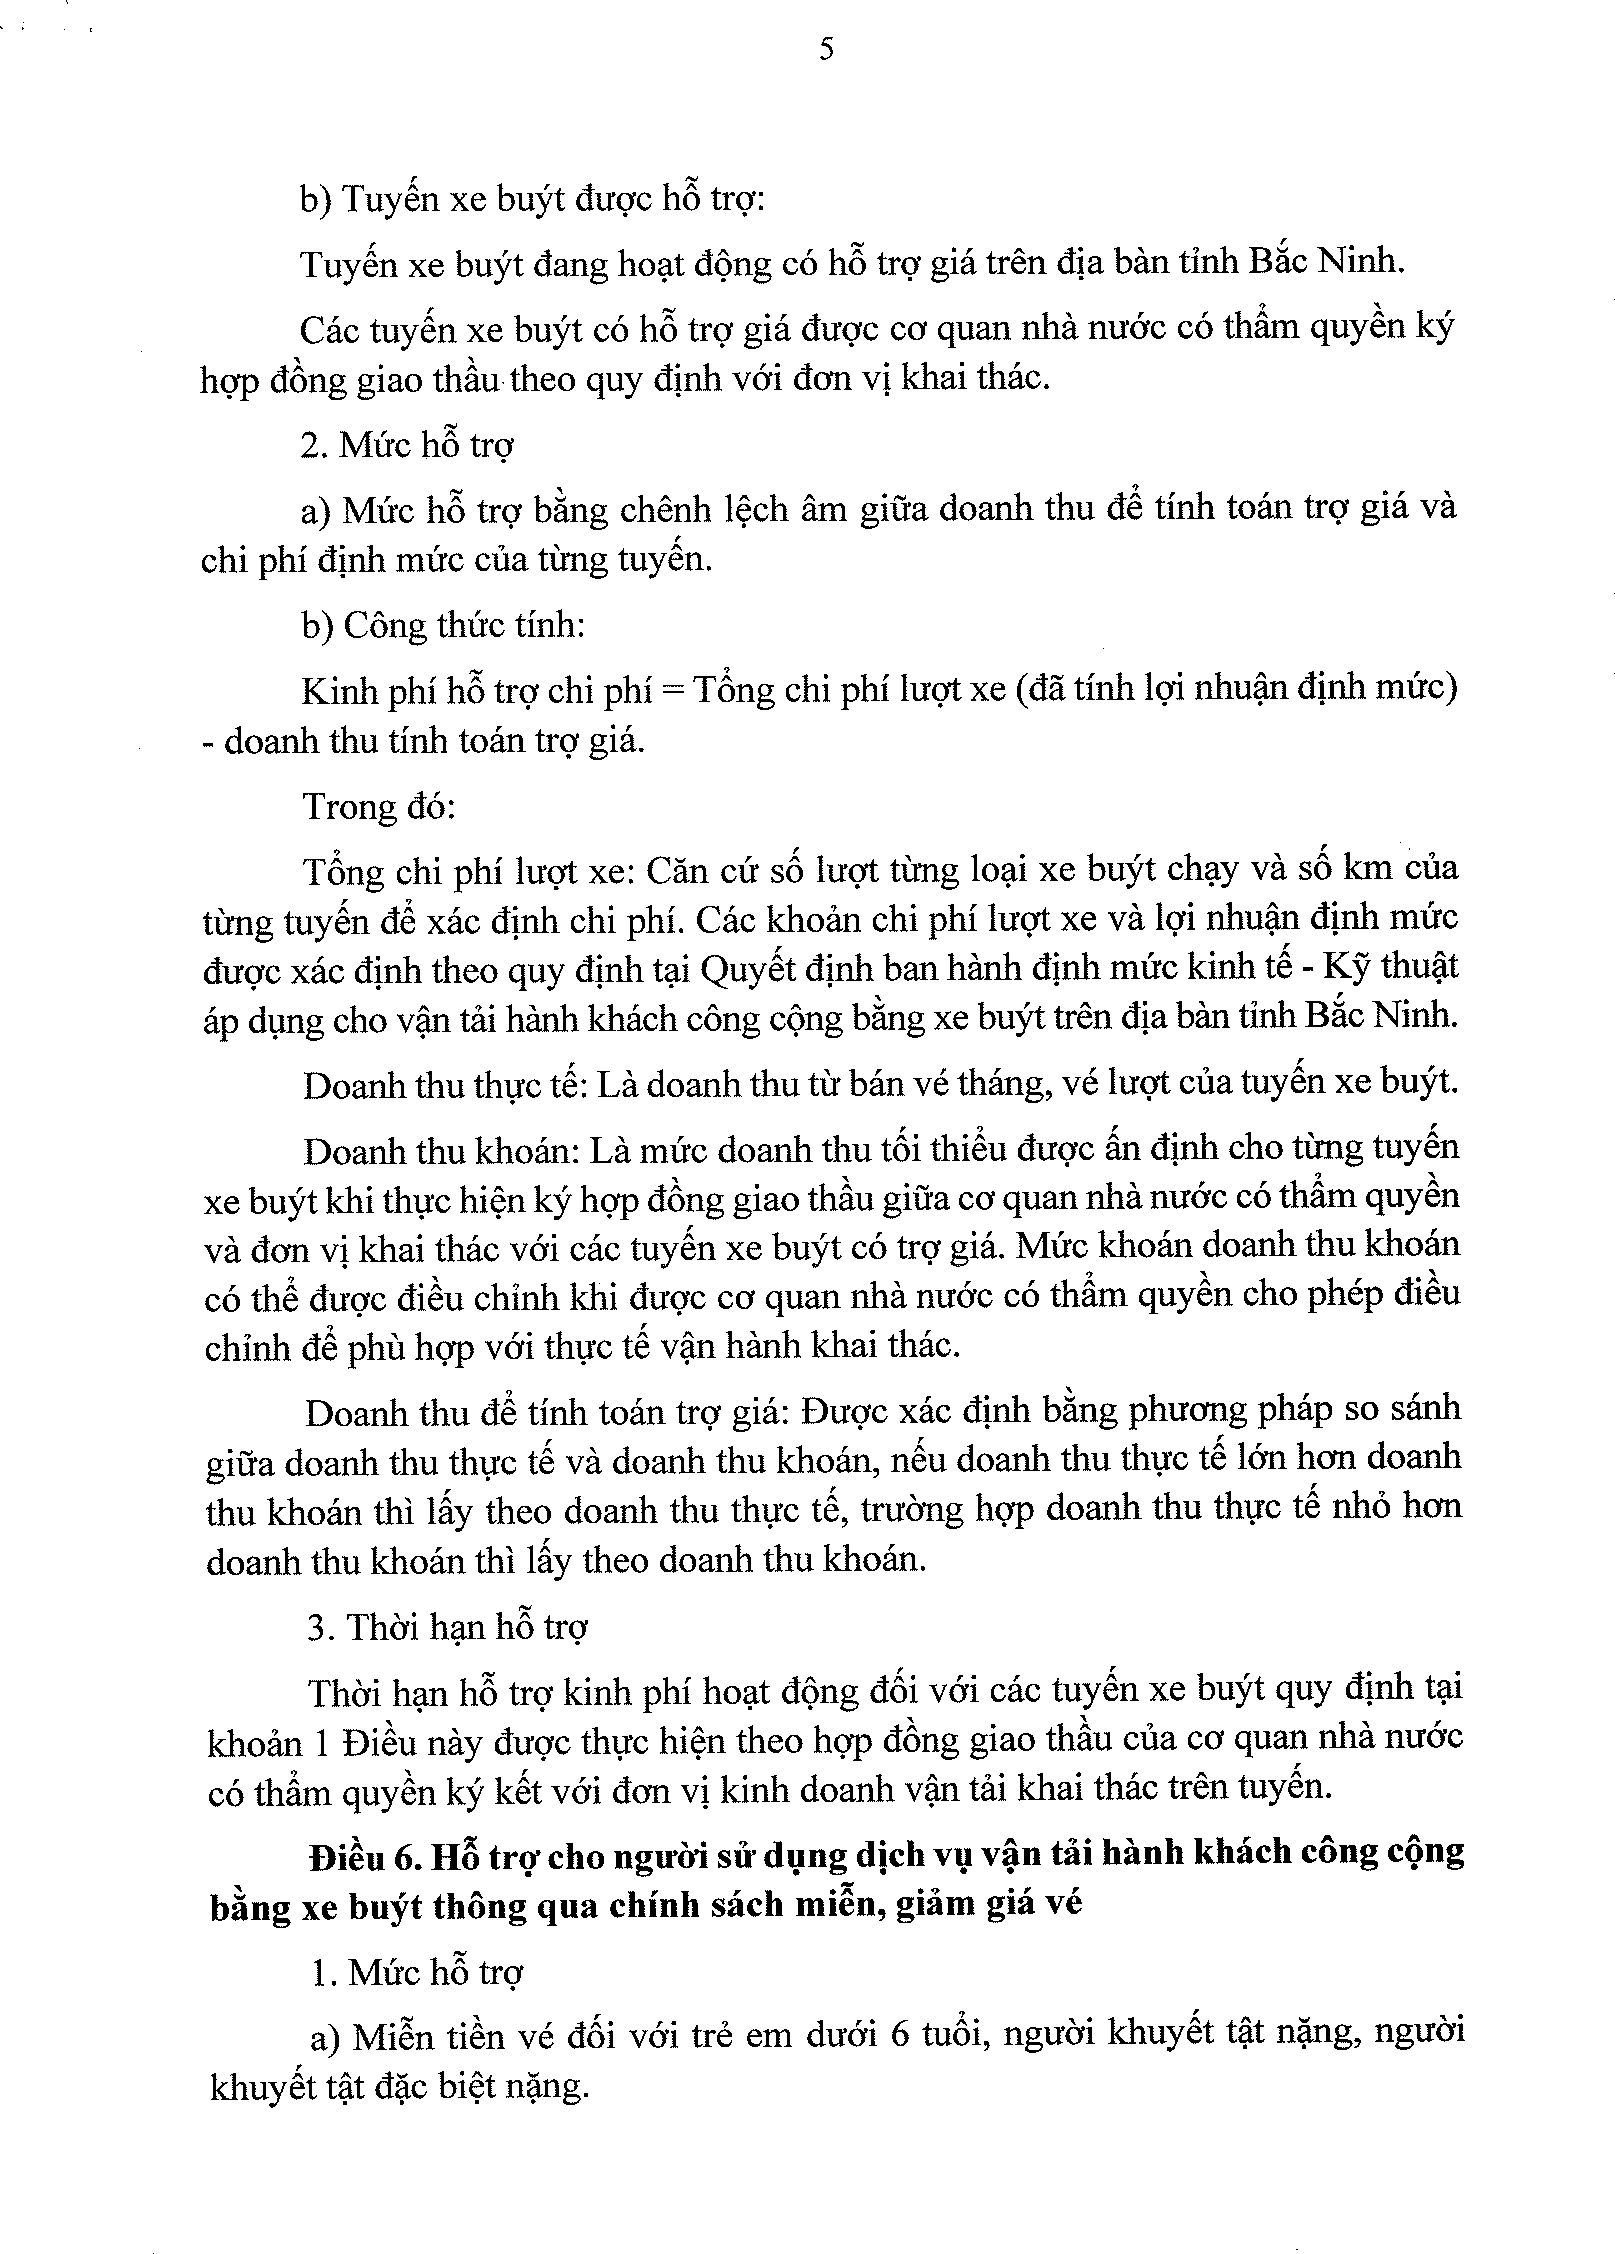 5
b) Tuyến xe buýt được hỗ trợ:
Tuyến xe buýt đang hoạt động có hỗ trợ giá trên địa bàn tỉnh Bắc Ninh.
Các tuyến xe buýt có hỗ trợ giá được cơ quan nhà nước có thẩm quyền ký
hợp đồng giao thầu theo quy định với đơn vị khai thác.
2. Mức hỗ trợ
a) Mức hỗ trợ bằng chênh lệch âm giữa doanh thu để tính toán trợ giá và
chi phí định mức của từng tuyến.
b) Công thức tính:
Kinh phí hỗ trợ chi phí = Tổng chi phí lượt xe (đã tính lợi nhuận định mức)
- doanh thu tính toán trợ giá.
Trong đó:
Tổng chi phí lượt xe: Căn cứ số lượt từng loại xe buýt chạy và số km của
từng tuyến để xác định chi phí. Các khoản chi phí lượt xe và lợi nhuận định mức
được xác định theo quy định tại Quyết định ban hành định mức kinh tế - Kỹ thuật
áp dụng cho vận tải hành khách công cộng bằng xe buýt trên địa bàn tỉnh Bắc Ninh.
Doanh thu thực tế: Là doanh thu từ bán vé tháng, vé lượt của tuyến xe buýt.
Doanh thu khoán: Là mức doanh thu tối thiểu được ấn định cho từng tuyến
xe buýt khi thực hiện ký hợp đồng giao thầu giữa cơ quan nhà nước có thẩm quyền
và đơn vị khai thác với các tuyến xe buýt có trợ giá. Mức khoán doanh thu khoán
có thể được điều chỉnh khi được cơ quan nhà nước có thẩm quyền cho phép điều
chỉnh để phù hợp với thực tế vận hành khai thác.
Doanh thu để tính toán trợ giá: Được xác định bằng phương pháp so sánh
giữa doanh thu thực tế và doanh thu khoán, nếu doanh thu thực tế lớn hơn doanh
thu khoán thì lấy theo doanh thu thực tế, trường hợp doanh thu thực tế nhỏ hơn
doanh thu khoán thì lấy theo doanh thu khoán.
3. Thời hạn hỗ trợ
Thời hạn hỗ trợ kinh phí hoạt động đối với các tuyến xe buýt quy định tại
khoản 1 Điều này được thực hiện theo hợp đồng giao thầu của cơ quan nhà nước
có thẩm quyền ký kết với đơn vị kinh doanh vận tải khai thác trên tuyến.
Điều 6. Hỗ trợ cho người sử dụng dịch vụ vận tải hành khách công cộng
bằng xe buýt thông qua chính sách miễn, giảm giá vé
1. Mức hỗ trợ
a) Miễn tiền vé đối với trẻ em dưới 6 tuổi, người khuyết tật nặng, người
khuyết tật đặc biệt nặng.